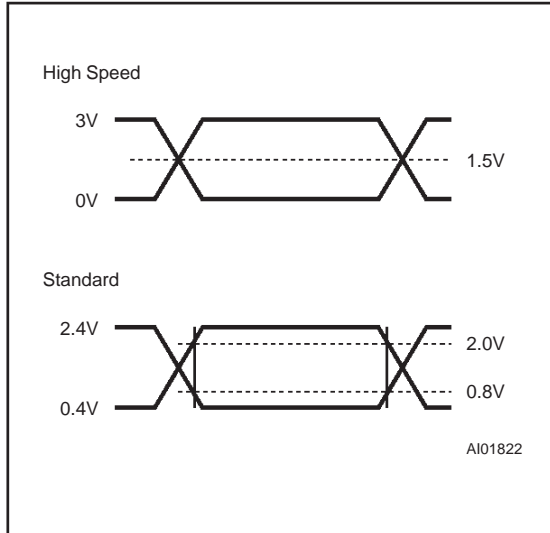 High Speed
3V
1.5V
0V
Standard
2.4V
2.0V
0.8V
0.4V
AI01822